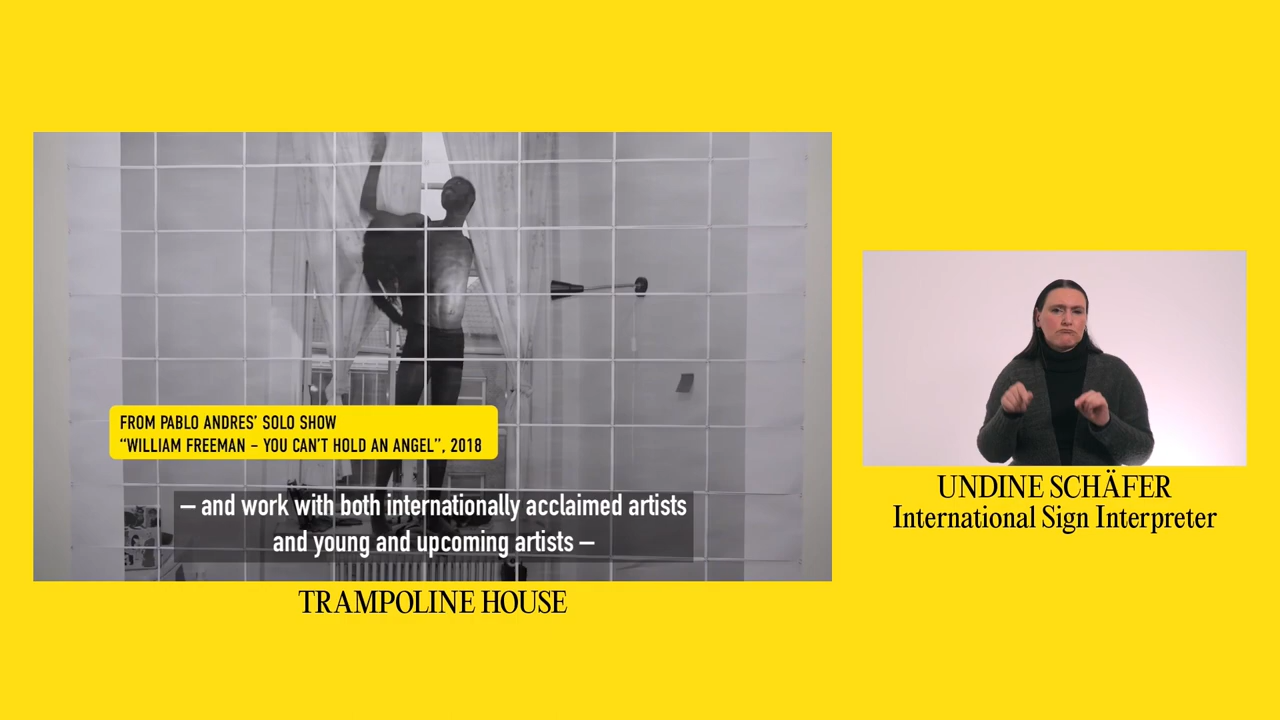 FROM PABLO ANDRES’ SOLO SHOW
“WILLIAM FREEMAN – YOU CAN’T HOLD AN ANGEL”, 2018
– and work with both internationally acclaimed artists
and young and upcoming artists –
TRAMPOLINE HOUSE
UNDINE SCHÄFER
International Sign Interpreter